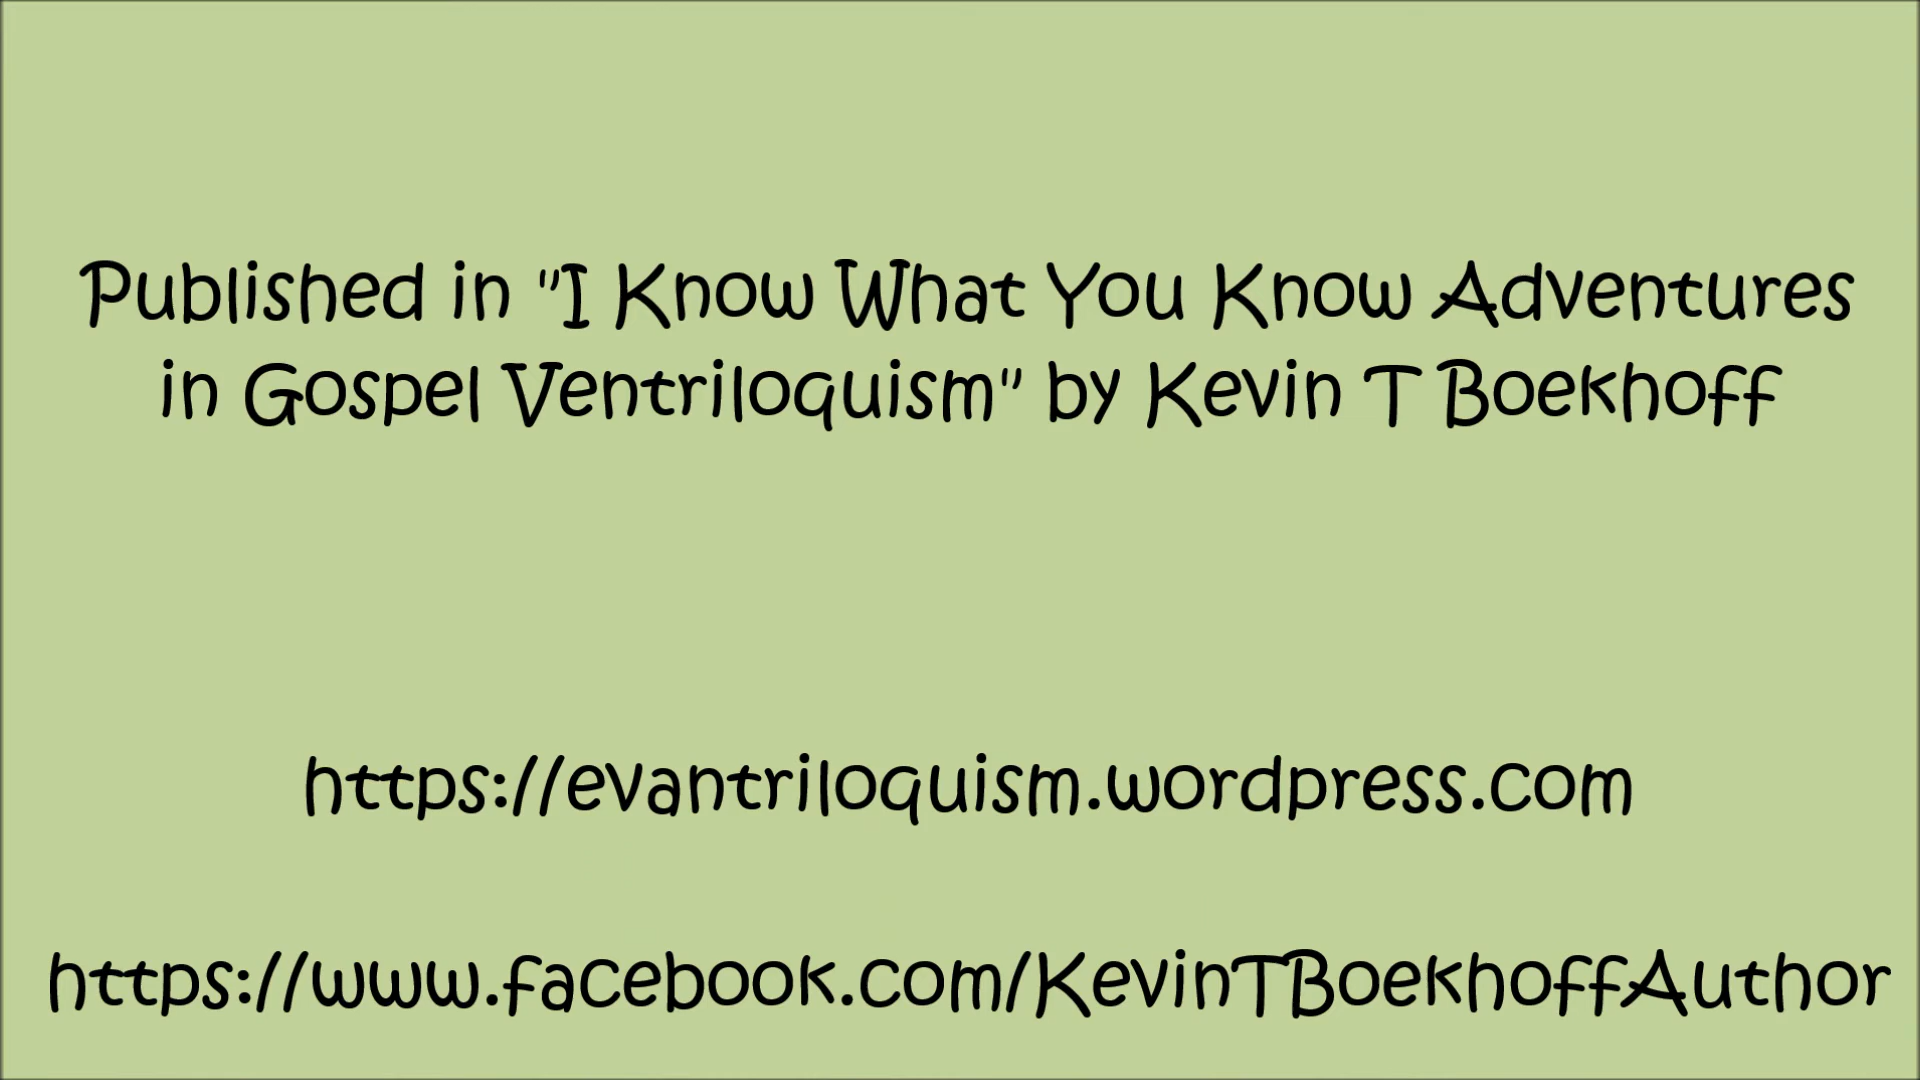 Published in "I Know What You Know Adventures
in Gospel Ventriloquism" by Kevin T Boekhoff
https://evantriloquism.wordpress.com
https://www.facebook.com/KevinTBoekhoffAuthor